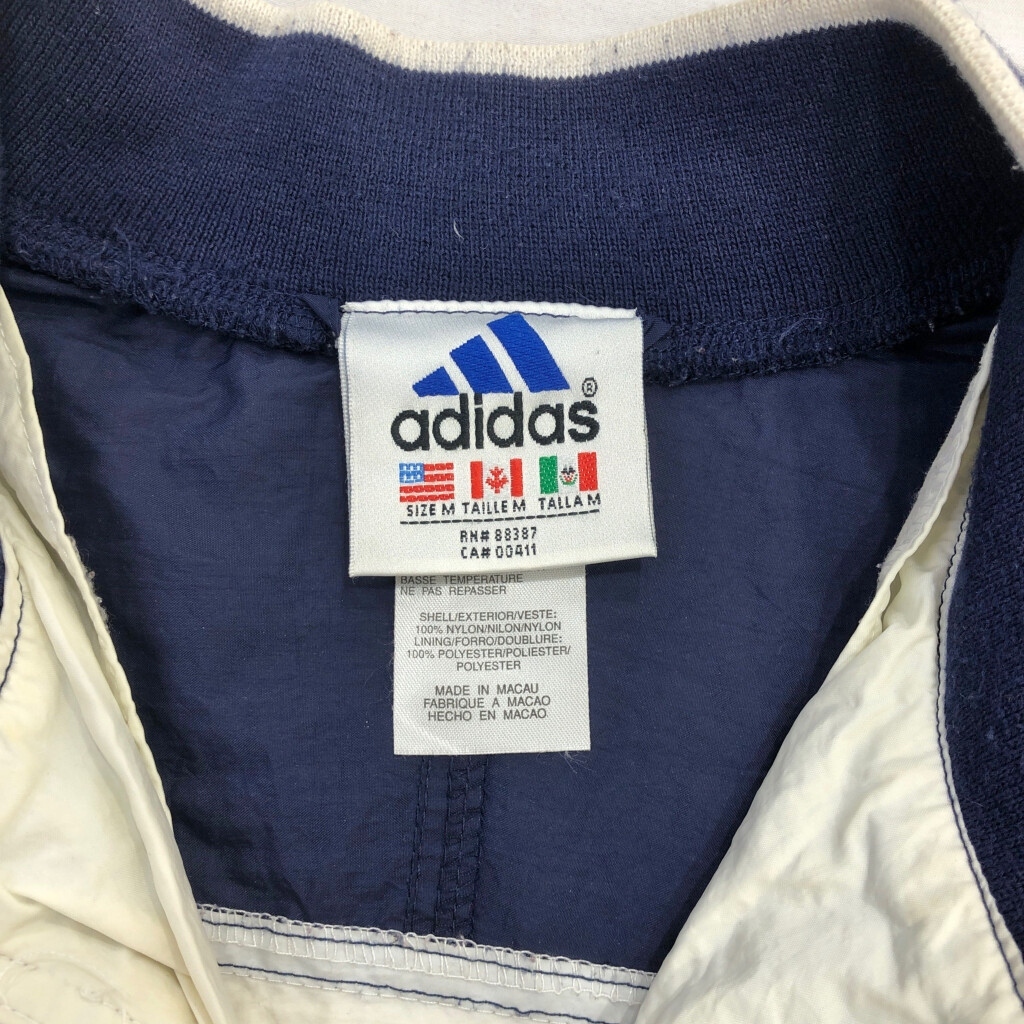 adidas®
SIZE M TAILLE M TALLA M
RN# 88387
CA# 00411
BASSE TEMPERATURE
NE PAS REPASSER
SHELL/EXTERIOR/VESTE:
100% NYLON/NILON/NYLON
LINING/FORRO/DOUBLURE:
100% POLYESTER/POLIESTER/
POLYESTER
MADE IN MACAU
FABRIQUE A MACAO
HECHO EN MACAO